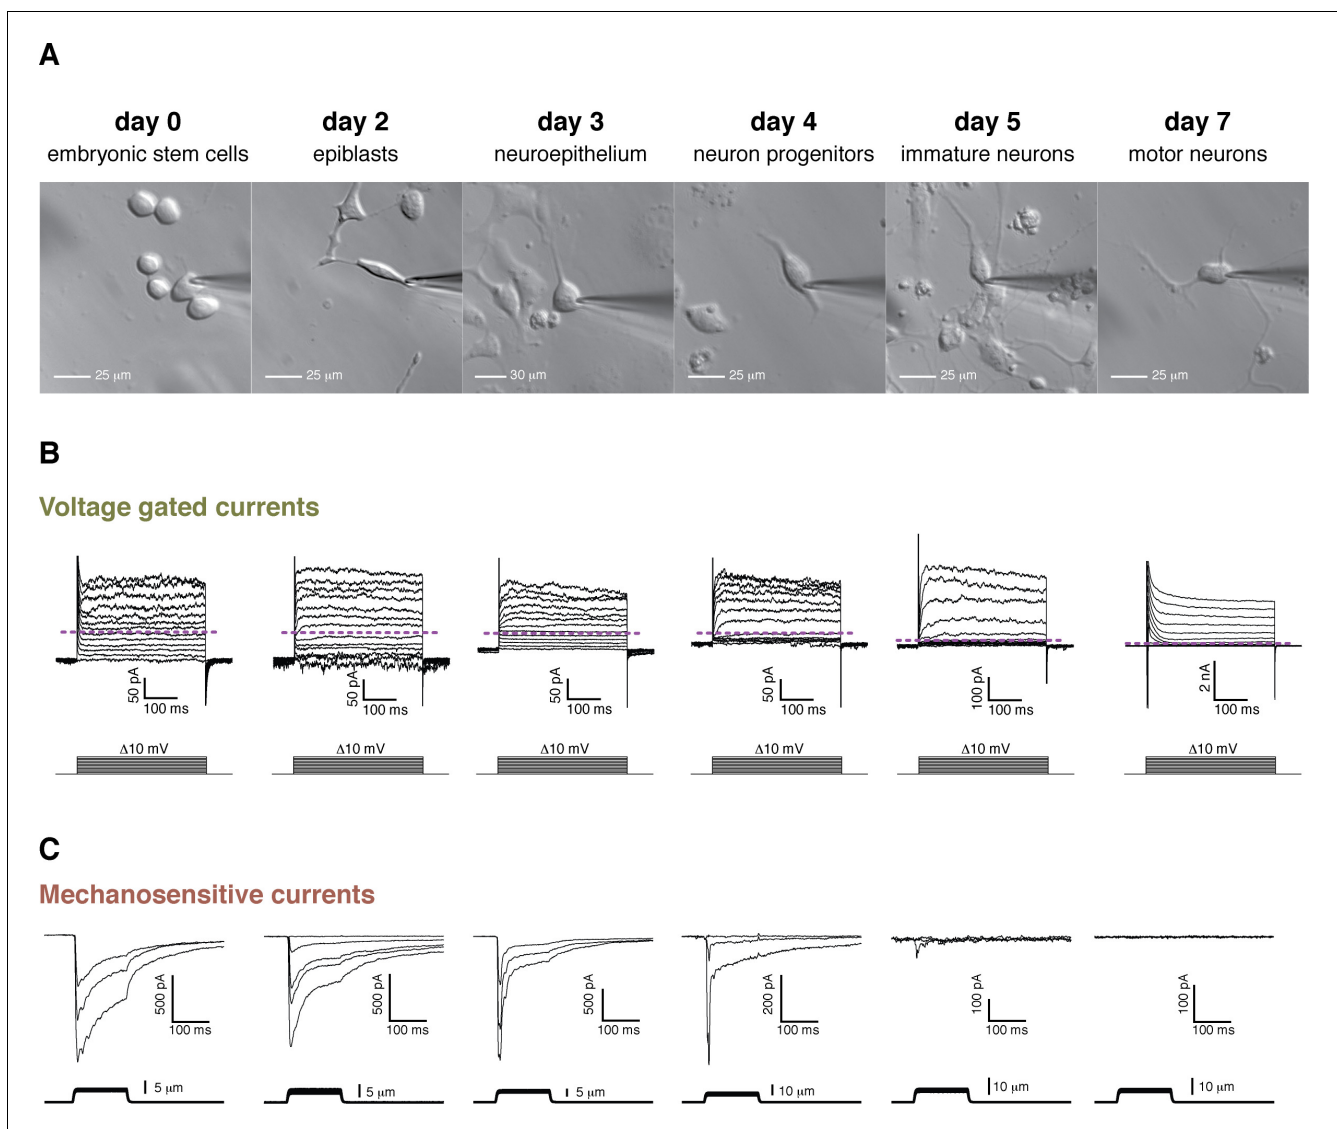 A
day 0 day 2 day 3 day 4 day 5 day 7
embryonic stem cells epiblasts neuroepithelium neuron progenitors immature neurons motor neurons
25 µm 25 µm 30 µm 25 µm 25 µm 25 µm
B
Voltage gated currents
50 pA 50 pA 50 pA 50 pA 100 pA 2 nA
100 ms 100 ms 100 ms 100 ms 100 ms 100 ms
Δ10 mV Δ10 mV Δ10 mV Δ10 mV Δ10 mV Δ10 mV
C
Mechanosensitive currents
500 pA 500 pA 500 pA 200 pA 100 pA 100 pA
100 ms 100 ms 100 ms 100 ms 100 ms 100 ms
5 µm 5 µm 5 µm 10 µm 10 µm 10 µm